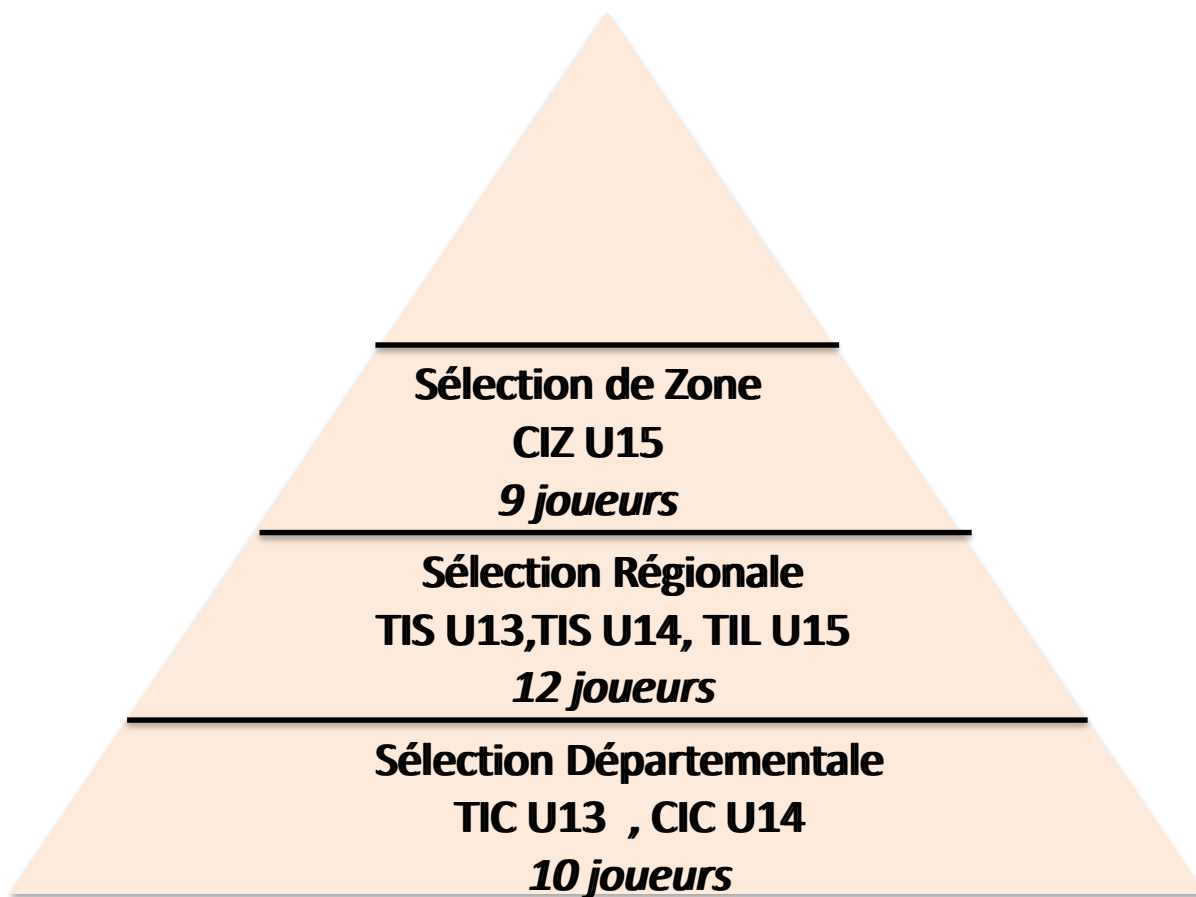 Sélection de Zone
CIZ U15
9 joueurs
Sélection Régionale
TIS U13,TIS U14, TIL U15
12 joueurs
Sélection Départementale
TIC U13  , CIC U14
10 joueurs